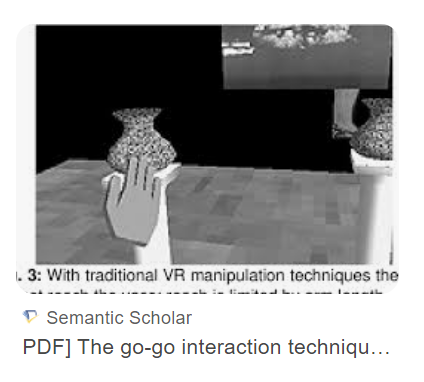 . 3: With traditional VR manipulation techniques the
Semantic Scholar
PDF] The go-go interaction techniqu...